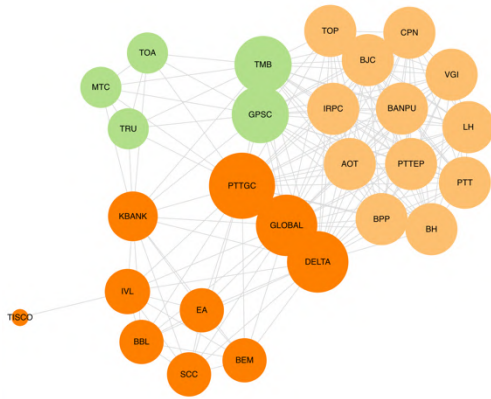 TOP
CPN
TOA
BJC
TMB
VGI
MTC
IRPC
BANPU
GPSC
TRU
LH
AOT
PTTEP
PTTGC
PTT
KBANK
BPP
GLOBAL
BH
DELTA
IVL
EA
TISCO
BBL
BEM
SCC